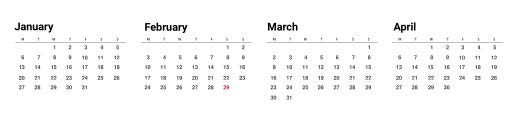 January
M T W T F S S
1 2 3 4 5
6 7 8 9 10 11 12
13 14 15 16 17 18 19
20 21 22 23 24 25 26
27 28 29 30 31
February
M T W T F S S
1 2
3 4 5 6 7 8 9
10 11 12 13 14 15 16
17 18 19 20 21 22 23
24 25 26 27 28 29
March
M T W T F S S
1
2 3 4 5 6 7 8
9 10 11 12 13 14 15
16 17 18 19 20 21 22
23 24 25 26 27 28 29
30 31
April
M T W T F S S
1 2 3 4 5
6 7 8 9 10 11 12
13 14 15 16 17 18 19
20 21 22 23 24 25 26
27 28 29 30